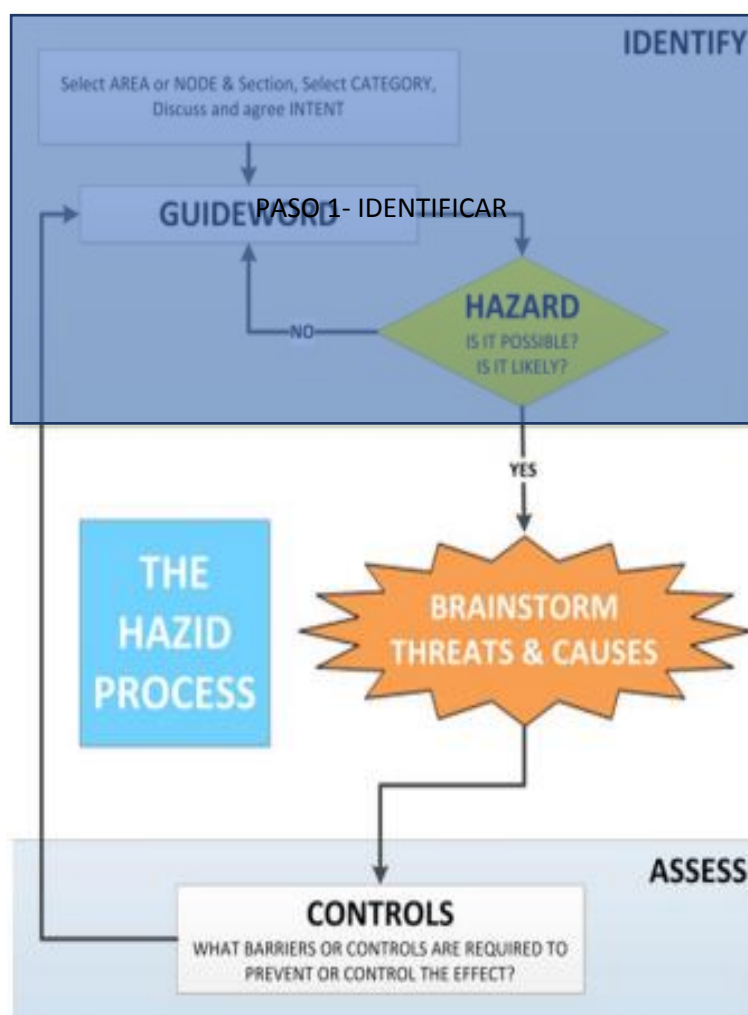 IDENTIFY
Select AREA or NODE & Section, Select CATEGORY,
Discuss and agree INTENT
GUIDEWORD
PASO 1- IDENTIFICAR
HAZARD
IS IT POSSIBLE?
IS IT LIKELY?
NO
YES
THE
HAZID
PROCESS
BRAINSTORM
THREATS & CAUSES
ASSESS
CONTROLS
WHAT BARRIERS OR CONTROLS ARE REQUIRED TO
PREVENT OR CONTROL THE EFFECT?